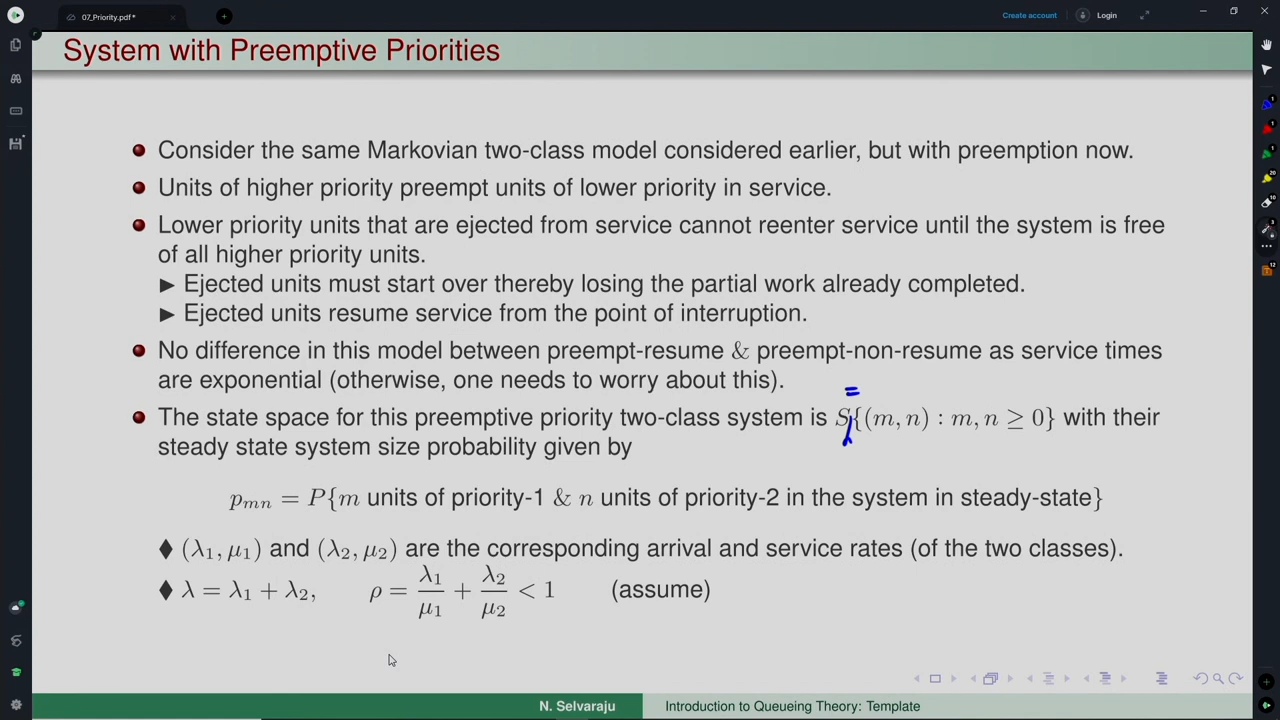 07_Priority.pdf*
Create account
Login
System with Preemptive Priorities
Consider the same Markovian two-class model considered earlier, but with preemption now.
Units of higher priority preempt units of lower priority in service.
Lower priority units that are ejected from service cannot reenter service until the system is free
of all higher priority units.
▶ Ejected units must start over thereby losing the partial work already completed.
▶ Ejected units resume service from the point of interruption.
No difference in this model between preempt-resume & preempt-non-resume as service times
are exponential (otherwise, one needs to worry about this).
=
The state space for this preemptive priority two-class system is S{(m, n) : m, n ≥ 0} with their
steady state system size probability given by
pₘₙ = P{m units of priority-1 & n units of priority-2 in the system in steady-state}
♦ (λ₁, μ₁) and (λ₂, μ₂) are the corresponding arrival and service rates (of the two classes).
♦ λ = λ₁ + λ₂, ρ = λ₁/μ₁ + λ₂/μ₂ < 1 (assume)
N. Selvaraju
Introduction to Queueing Theory: Template